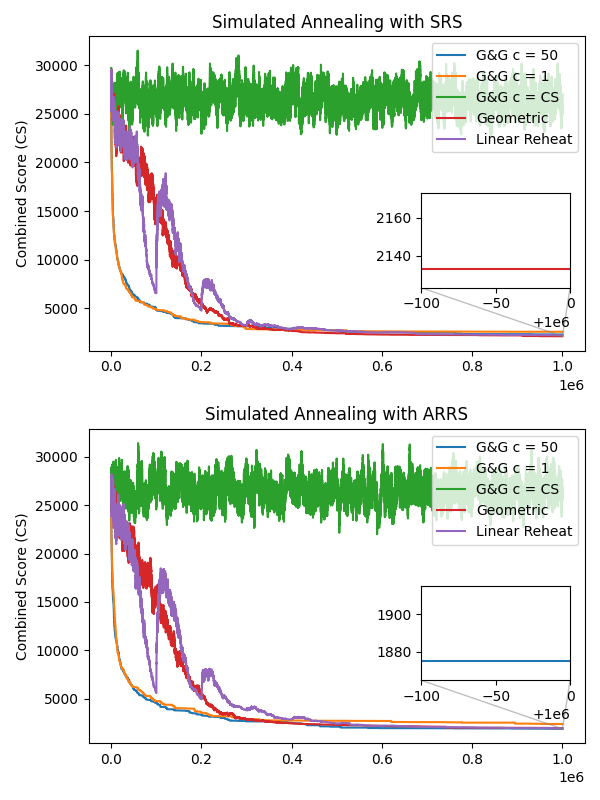 Simulated Annealing with SRS
Combined Score (CS)
30000
25000
20000
15000
10000
5000
G&G c = 50
G&G c = 1
G&G c = CS
Geometric
Linear Reheat
2160
2140
−100
−50
0
+1e6
0.0
0.2
0.4
0.6
0.8
1.0
1e6
Simulated Annealing with ARRS
Combined Score (CS)
30000
25000
20000
15000
10000
5000
G&G c = 50
G&G c = 1
G&G c = CS
Geometric
Linear Reheat
1900
1880
−100
−50
0
+1e6
0.0
0.2
0.4
0.6
0.8
1.0
1e6